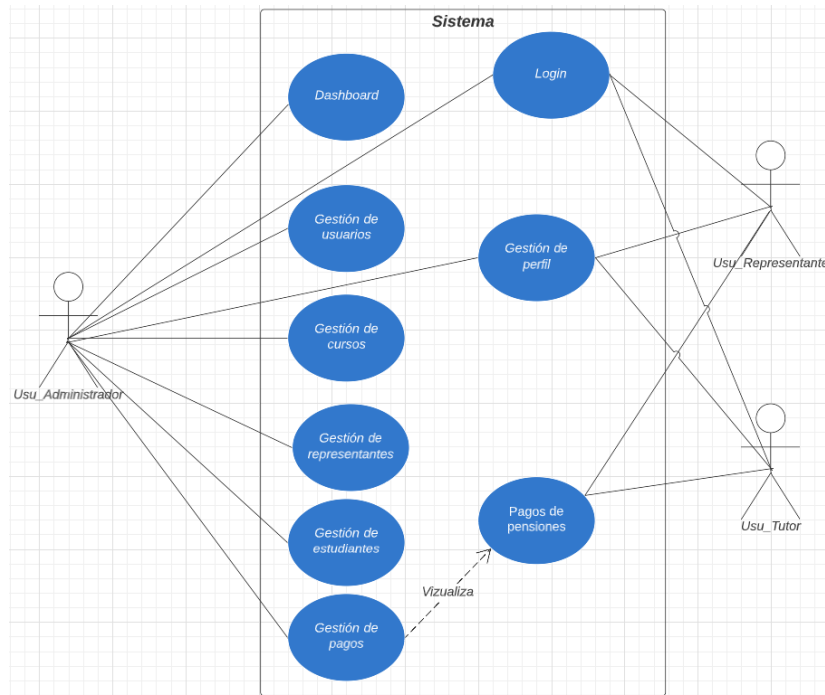 Sistema
Dashboard
Login
Gestión de
usuarios
Gestión de
perfil
Usu_Representante
Gestión de
cursos
Usu_Administrador
Gestión de
representantes
Pagos de
pensiones
Usu_Tutor
Gestión de
estudiantes
Vizualiza
Gestión de
pagos